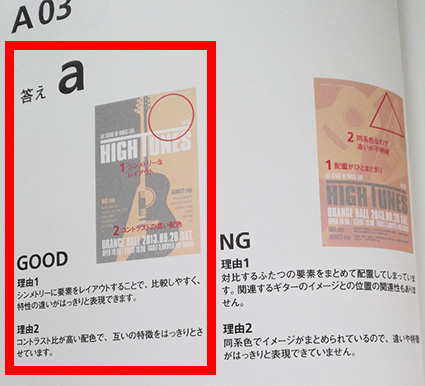 A 03
答え a
HIGH TUNES
1 シンメトリーな
レイアウト
2 コントラストの高い配色
ORANGE HALL 2013.09.28 SAT.
GOOD
理由1
シンメトリーに要素をレイアウトすることで、比較しやすく、
特性の違いがはっきりと表現できます。
理由2
コントラスト比が高い配色で、互いの特徴をはっきりとさ
せています。
2 同系色なので
違いが不明確
1 配置がひとまとまり
HIGH TUNES
ORANGE HALL 2013.09.28 SAT.
NG
理由1
対比するふたつの要素をまとめて配置してしまっていま
す。関連するギターのイメージとの位置の関連性もありま
せん。
理由2
同系色でイメージがまとめられているので、違いや特徴
がはっきりと表現できていません。